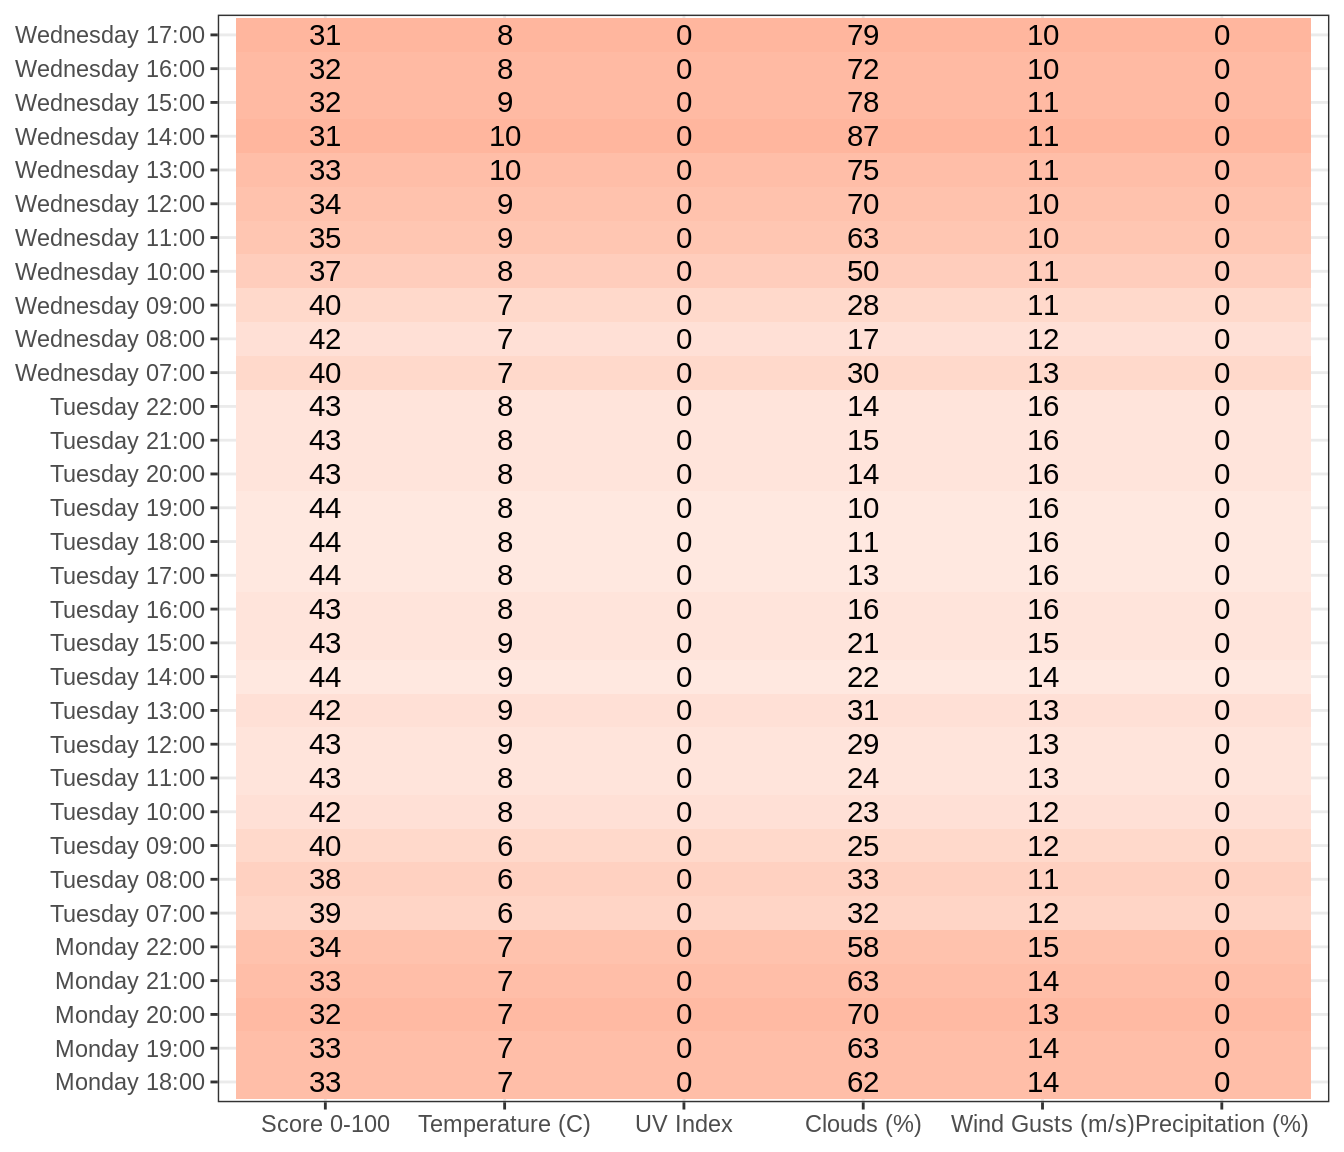 Wednesday 17:00 31 8 0 79 10 0
Wednesday 16:00 32 8 0 72 10 0
Wednesday 15:00 32 9 0 78 11 0
Wednesday 14:00 31 10 0 87 11 0
Wednesday 13:00 33 10 0 75 11 0
Wednesday 12:00 34 9 0 70 10 0
Wednesday 11:00 35 9 0 63 10 0
Wednesday 10:00 37 8 0 50 11 0
Wednesday 09:00 40 7 0 28 11 0
Wednesday 08:00 42 7 0 17 12 0
Wednesday 07:00 40 7 0 30 13 0
Tuesday 22:00 43 8 0 14 16 0
Tuesday 21:00 43 8 0 15 16 0
Tuesday 20:00 43 8 0 14 16 0
Tuesday 19:00 44 8 0 10 16 0
Tuesday 18:00 44 8 0 11 16 0
Tuesday 17:00 44 8 0 13 16 0
Tuesday 16:00 43 8 0 16 16 0
Tuesday 15:00 43 9 0 21 15 0
Tuesday 14:00 44 9 0 22 14 0
Tuesday 13:00 42 9 0 31 13 0
Tuesday 12:00 43 9 0 29 13 0
Tuesday 11:00 43 8 0 24 13 0
Tuesday 10:00 42 8 0 23 12 0
Tuesday 09:00 40 6 0 25 12 0
Tuesday 08:00 38 6 0 33 11 0
Tuesday 07:00 39 6 0 32 12 0
Monday 22:00 34 7 0 58 15 0
Monday 21:00 33 7 0 63 14 0
Monday 20:00 32 7 0 70 13 0
Monday 19:00 33 7 0 63 14 0
Monday 18:00 33 7 0 62 14 0
Score 0-100 Temperature (C) UV Index Clouds (%) Wind Gusts (m/s) Precipitation (%)